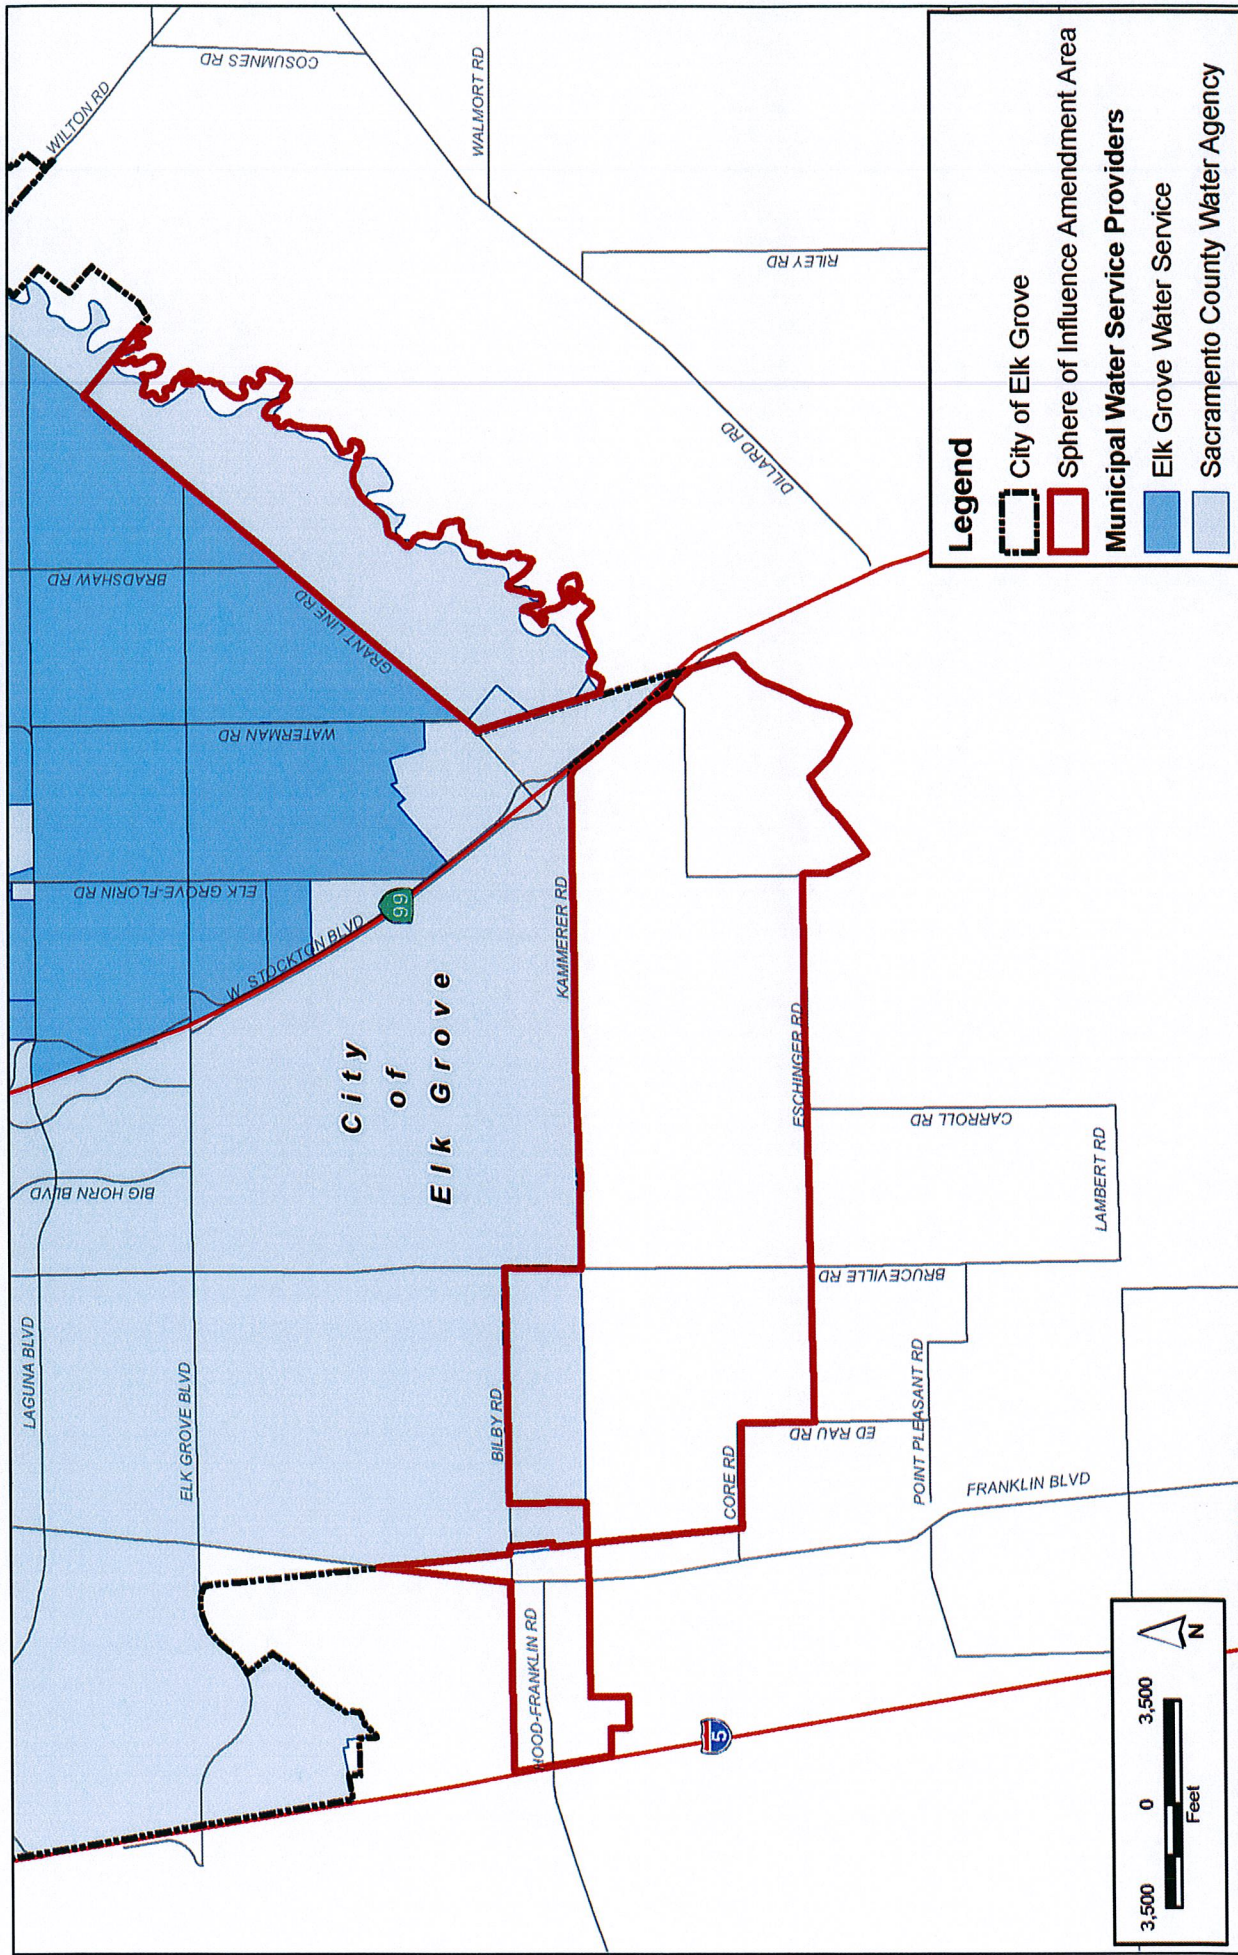 COSUMNES RD
WILTON RD
WALMORT RD
RILEY RD
DILLARD RD
BRADSHAW RD
GRANT LINE RD
WATERMAN RD
ELK GROVE-FLORIN RD
W STOCKTON BLVD
99
City
of
Elk Grove
KAMMERER RD
ESCHINGER RD
BIG HORN BLVD
CARROLL RD
LAMBERT RD
BRUCEVILLE RD
LAGUNA BLVD
ELK GROVE BLVD
BILBY RD
CORE RD
ED RAU RD
POINT PLEASANT RD
FRANKLIN BLVD
HOOD-FRANKLIN RD
5
Legend
City of Elk Grove
Sphere of Influence Amendment Area
Municipal Water Service Providers
Elk Grove Water Service
Sacramento County Water Agency
3,500 0 3,500
Feet
N